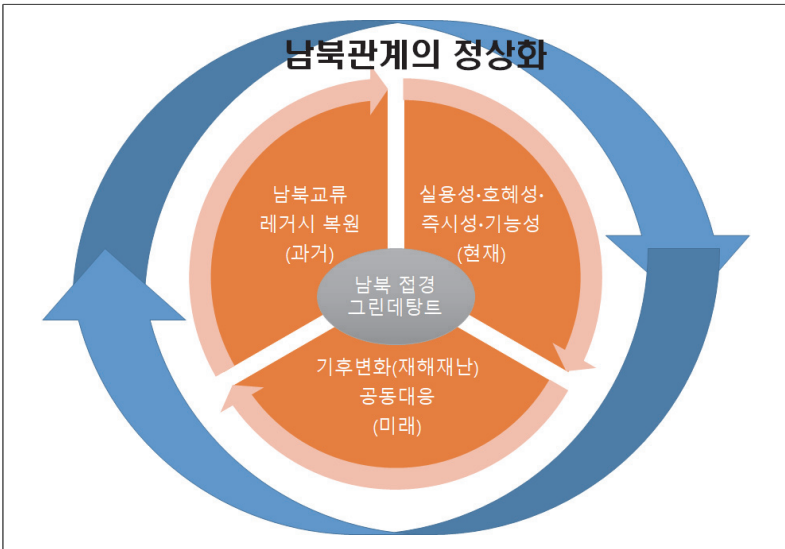 남북관계의 정상화
남북교류
레거시 복원
(과거)
실용성·호혜성·
즉시성·기능성
(현재)
남북 접경
그린데탕트
기후변화(재해재난)
공동대응
(미래)